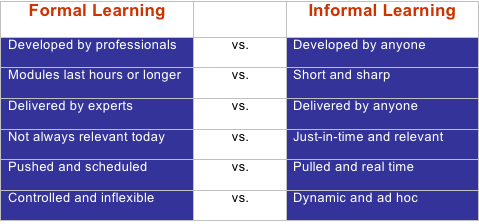 Formal Learning Informal Learning
Developed by professionals vs. Developed by anyone
Modules last hours or longer vs. Short and sharp
Delivered by experts vs. Delivered by anyone
Not always relevant today vs. Just-in-time and relevant
Pushed and scheduled vs. Pulled and real time
Controlled and inflexible vs. Dynamic and ad hoc